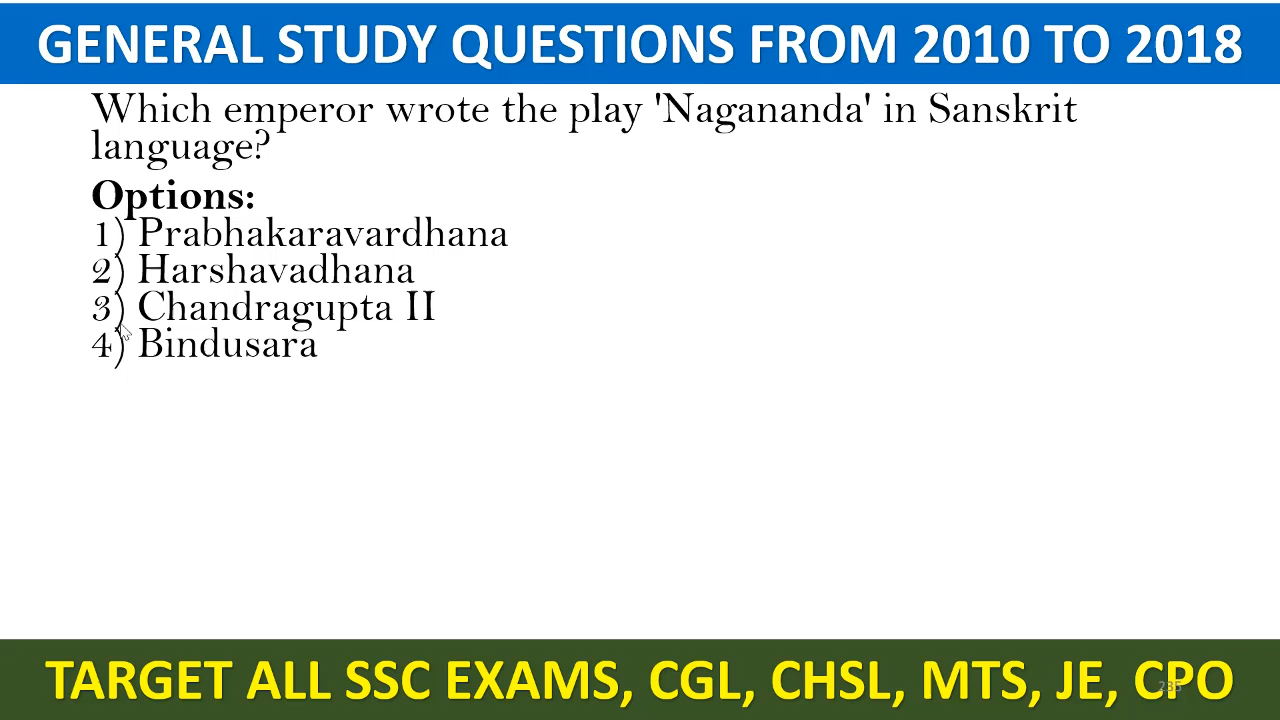 GENERAL STUDY QUESTIONS FROM 2010 TO 2018
Which emperor wrote the play 'Nagananda' in Sanskrit
language?
Options:
1) Prabhakaravardhana
2) Harshavadhana
3) Chandragupta II
4) Bindusara
TARGET ALL SSC EXAMS, CGL, CHSL, MTS, JE, CPO
235